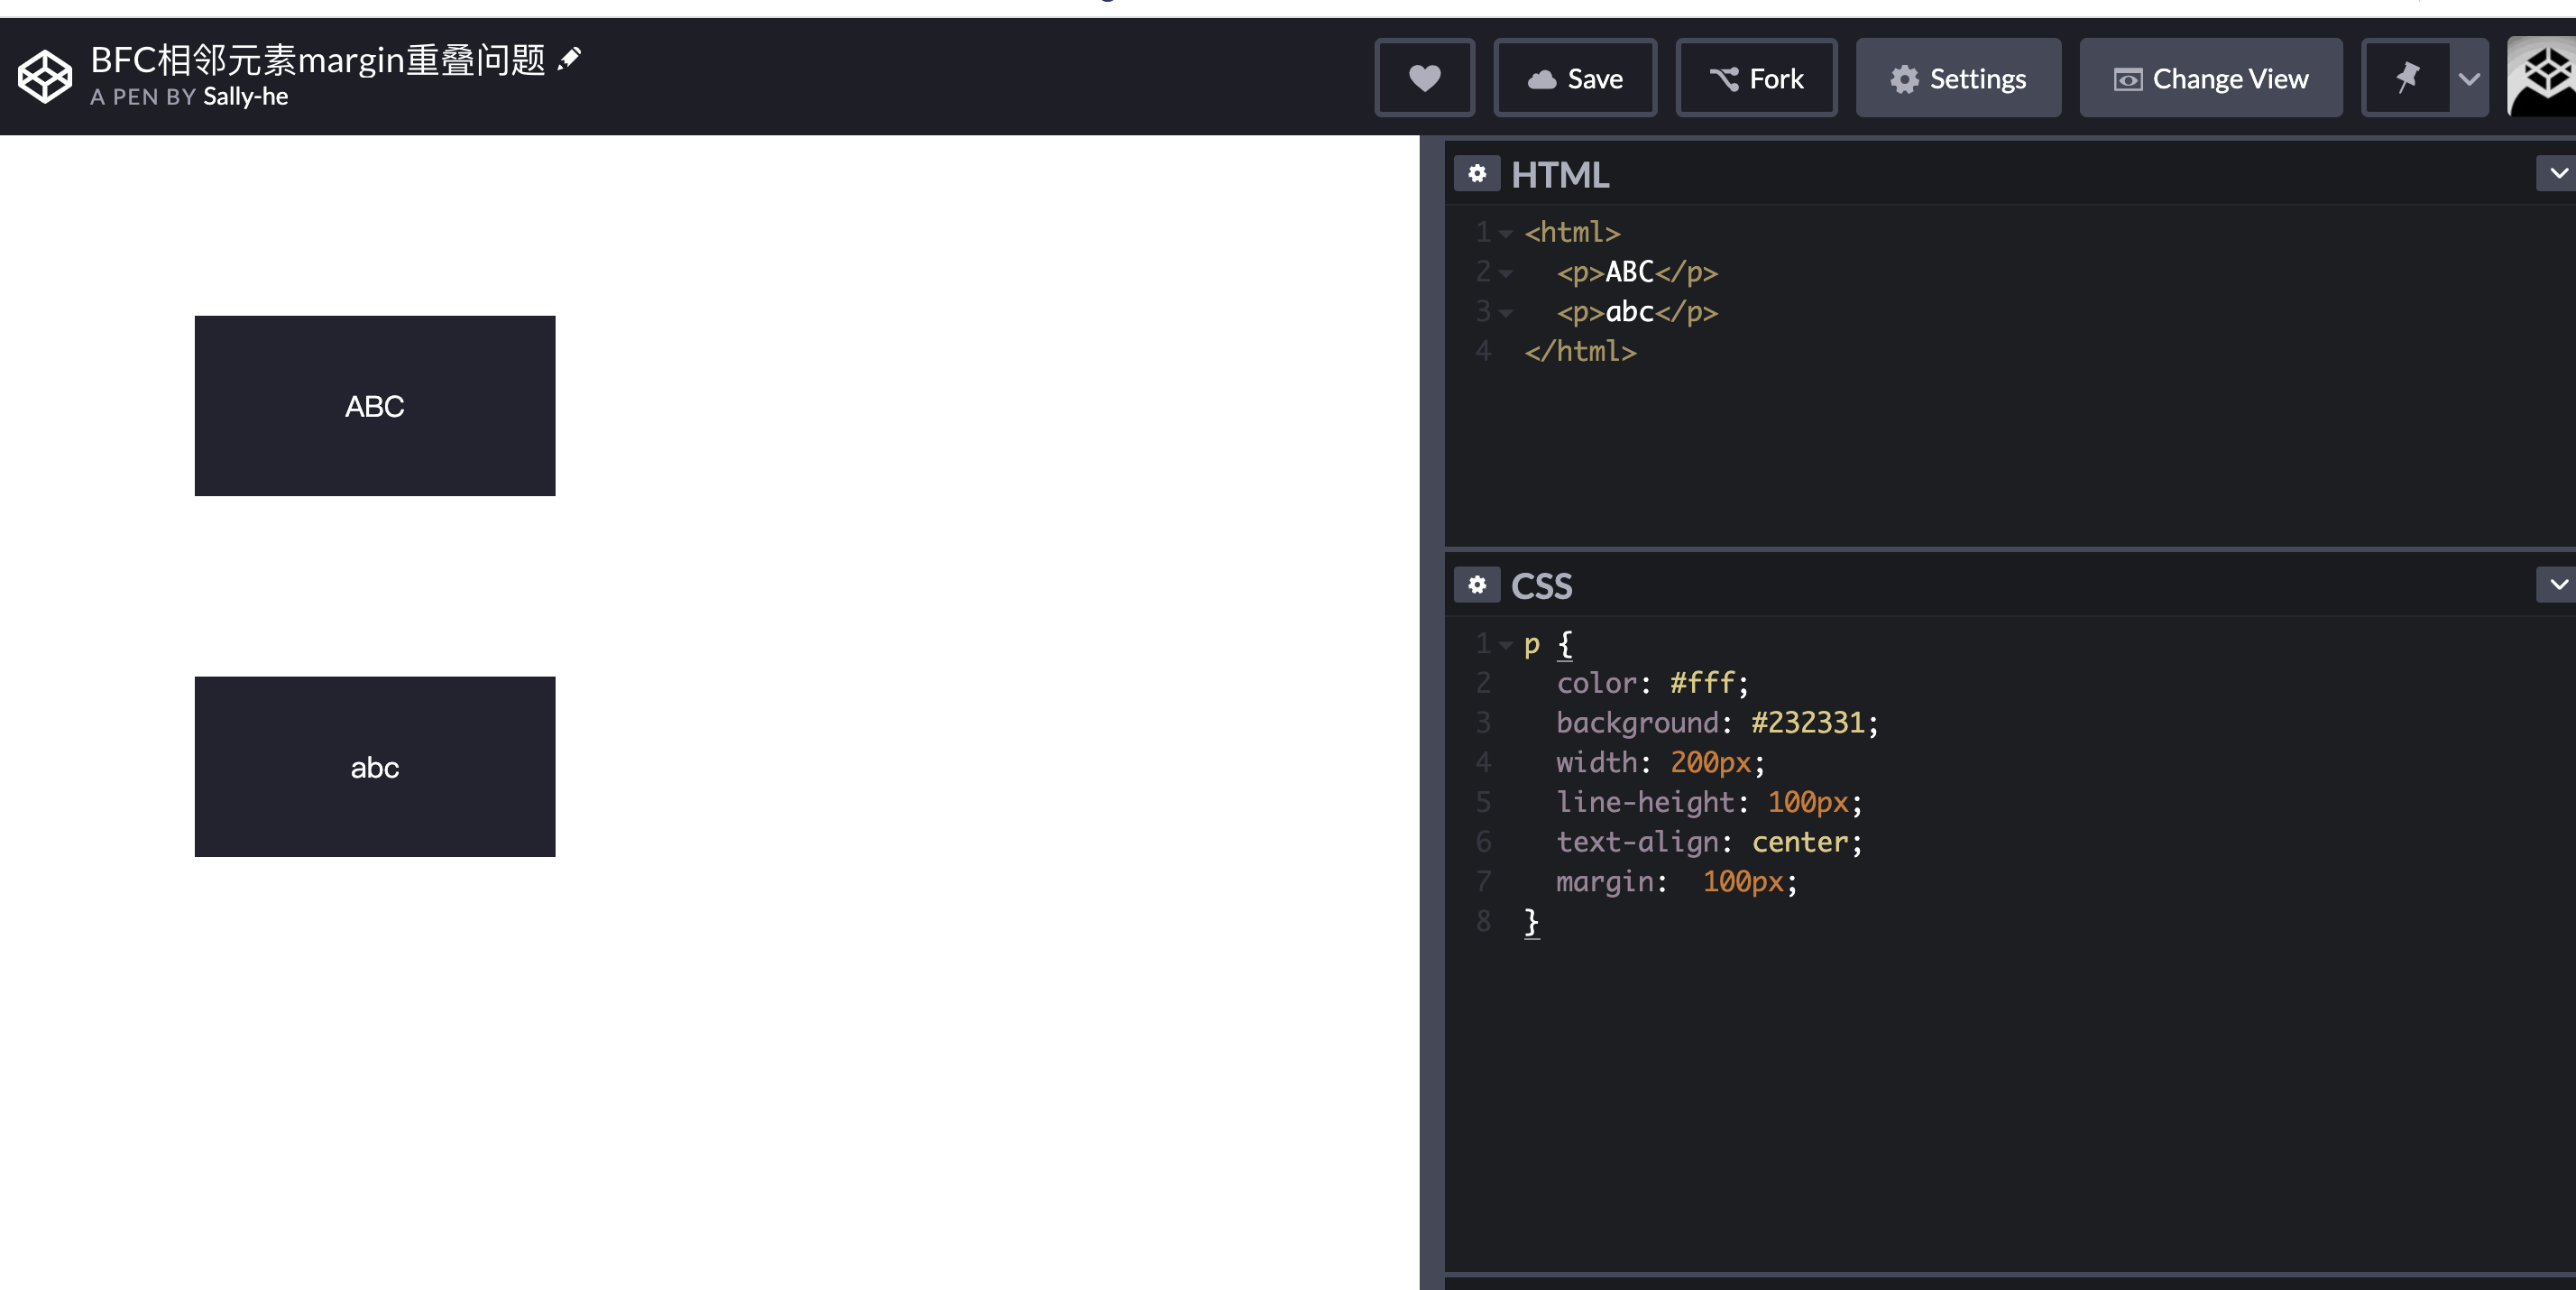 BFC相邻元素margin重叠问题
A PEN BY Sally-he
Save
Fork
Settings
Change View
ABC
abc
HTML
1 <html>
2 <p>ABC</p>
3 <p>abc</p>
4 </html>
CSS
1 p {
2 color: #fff;
3 background: #232331;
4 width: 200px;
5 line-height: 100px;
6 text-align: center;
7 margin:  100px;
8 }